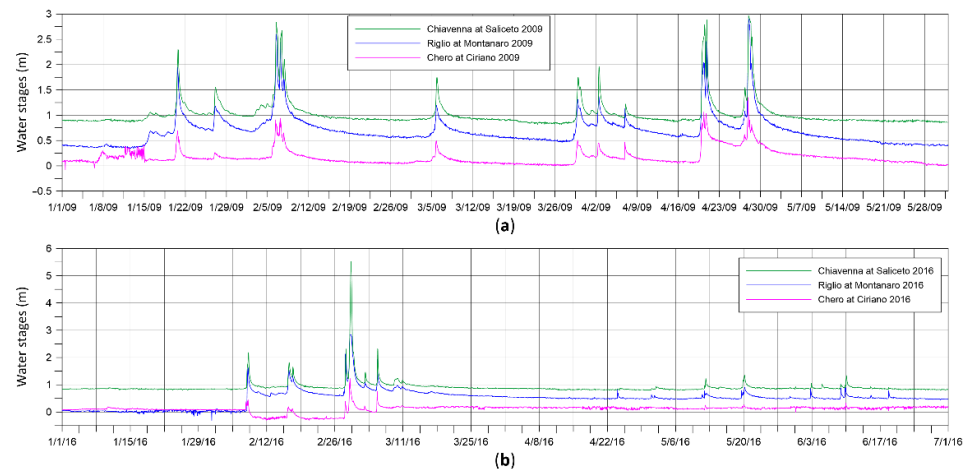 Water stages (m)
3
2.5
2
1.5
1
0.5
0
−0.5
Chiavenna at Saliceto 2009
Riglio at Montanaro 2009
Chero at Ciriano 2009
1/1/09 1/8/09 1/15/09 1/22/09 1/29/09 2/5/09 2/12/09 2/19/09 2/26/09 3/5/09 3/12/09 3/19/09 3/26/09 4/2/09 4/9/09 4/16/09 4/23/09 4/30/09 5/7/09 5/14/09 5/21/09 5/28/09
(a)
Water stages (m)
6
5
4
3
2
1
0
Chiavenna at Saliceto 2016
Riglio at Montanaro 2016
Chero at Ciriano 2016
1/1/16 1/15/16 1/29/16 2/12/16 2/26/16 3/11/16 3/25/16 4/8/16 4/22/16 5/6/16 5/20/16 6/3/16 6/17/16 7/1/16
(b)